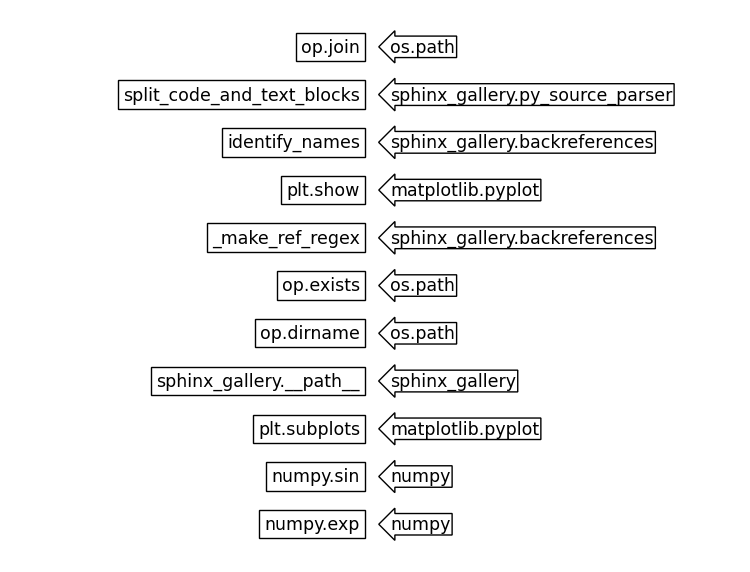 op.join os.path
split_code_and_text_blocks sphinx_gallery.py_source_parser
identify_names sphinx_gallery.backreferences
plt.show matplotlib.pyplot
_make_ref_regex sphinx_gallery.backreferences
op.exists os.path
op.dirname os.path
sphinx_gallery.__path__ sphinx_gallery
plt.subplots matplotlib.pyplot
numpy.sin numpy
numpy.exp numpy